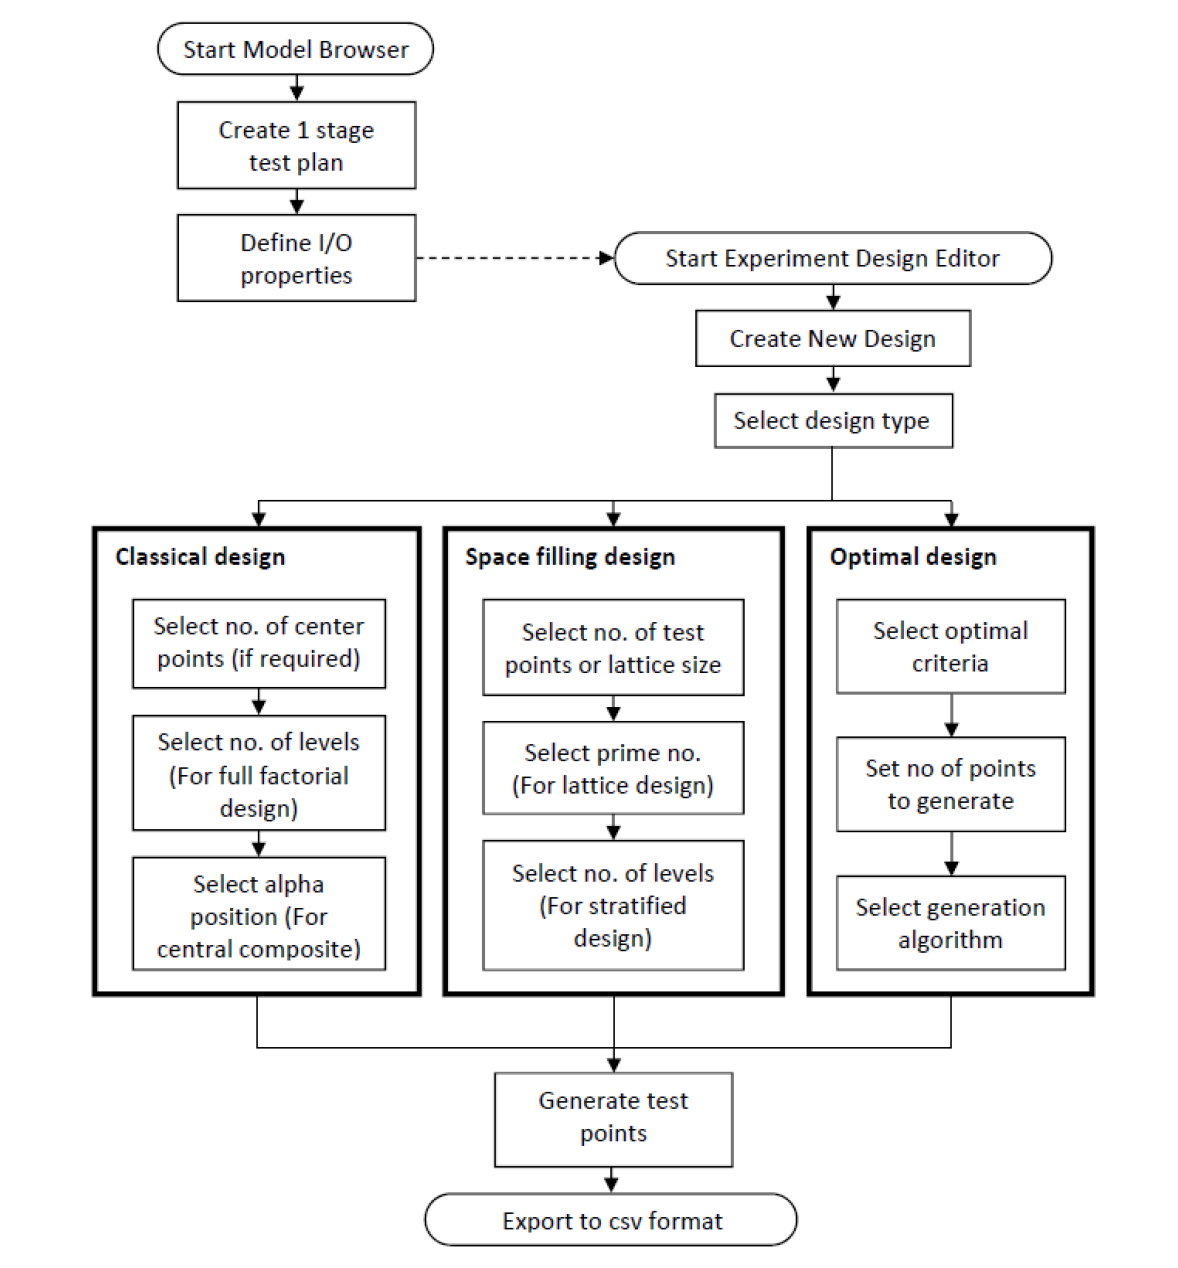 Start Model Browser
Create 1 stage
test plan
Define I/O
properties
Start Experiment Design Editor
Create New Design
Select design type
Classical design
Select no. of center
points (if required)
Select no. of levels
(For full factorial
design)
Select alpha
position (For
central composite)
Space filling design
Select no. of test
points or lattice size
Select prime no.
(For lattice design)
Select no. of levels
(For stratified
design)
Optimal design
Select optimal
criteria
Set no of points
to generate
Select generation
algorithm
Generate test
points
Export to csv format